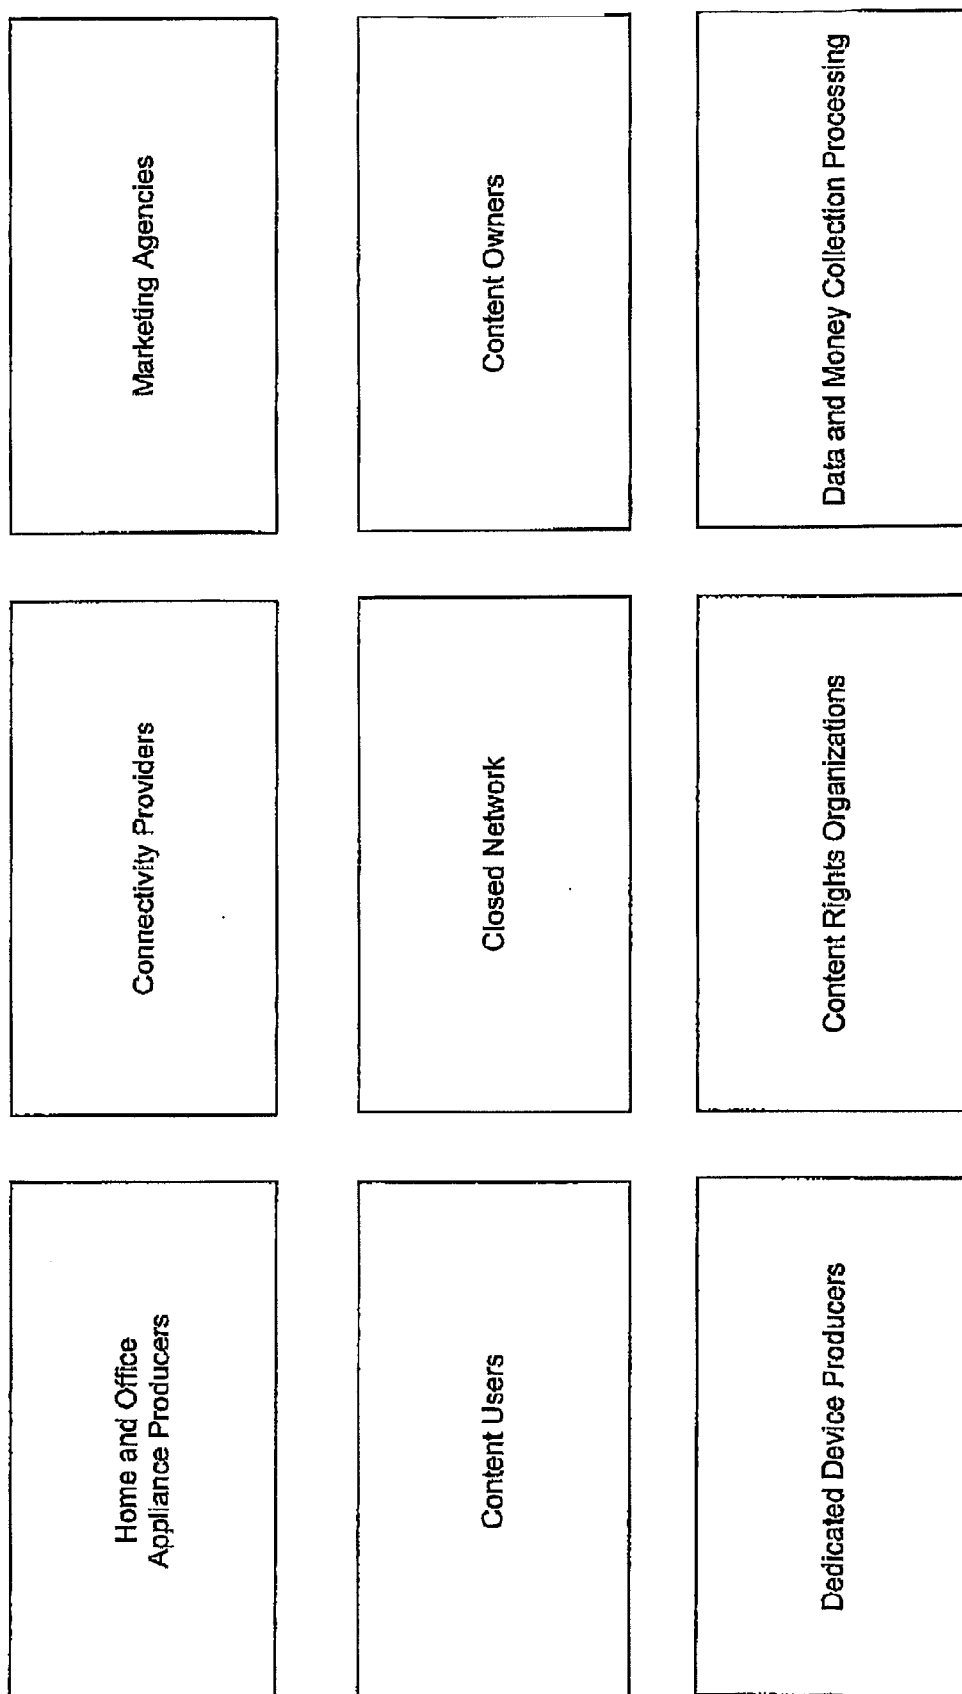 Home and Office
Appliance Producers
Connectivity Providers
Marketing Agencies
Content Users
Closed Network
Content Owners
Dedicated Device Producers
Content Rights Organizations
Data and Money Collection Processing